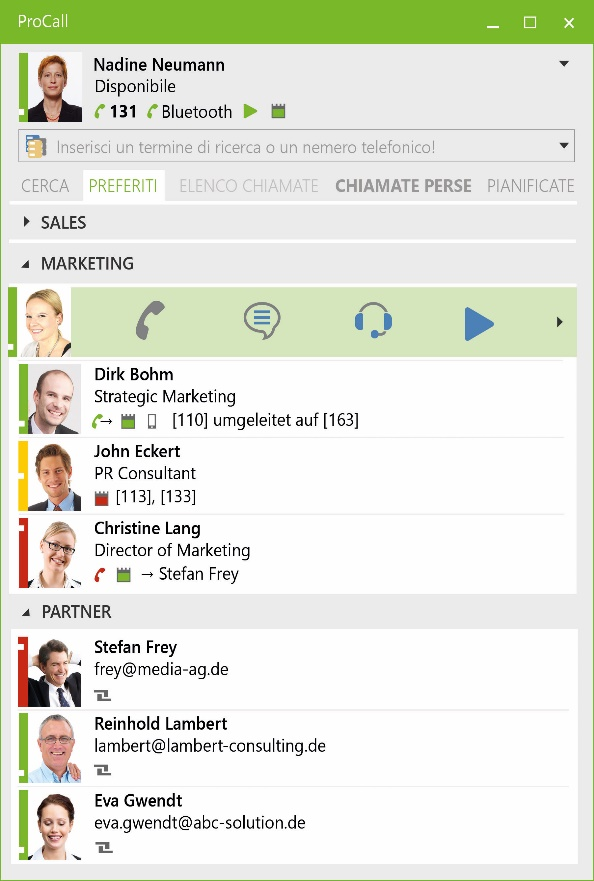 ProCall
Nadine Neumann
Disponibile
131 Bluetooth
Inserisci un termine di ricerca o un nemero telefonico!
CERCA PREFERITI ELENCO CHIAMATE CHIAMATE PERSE PIANIFICATE
SALES
MARKETING
Dirk Bohm
Strategic Marketing
→ [110] umgeleitet auf [163]
John Eckert
PR Consultant
[113], [133]
Christine Lang
Director of Marketing
→ Stefan Frey
PARTNER
Stefan Frey
frey@media-ag.de
Reinhold Lambert
lambert@lambert-consulting.de
Eva Gwendt
eva.gwendt@abc-solution.de